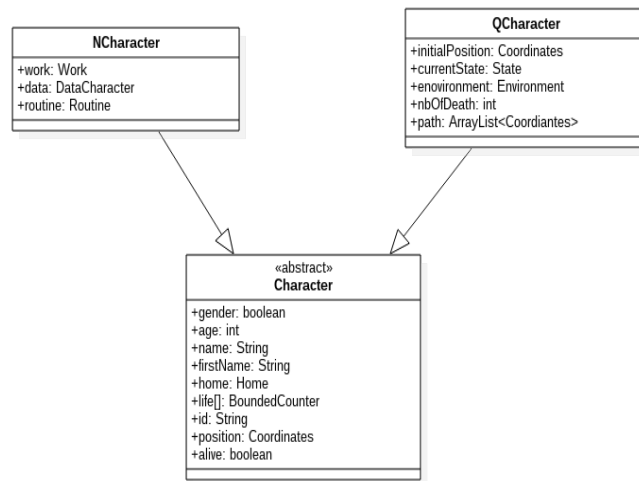 NCharacter
+work: Work
+data: DataCharacter
+routine: Routine
QCharacter
+initialPosition: Coordinates
+currentState: State
+enovironment: Environment
+nbOfDeath: int
+path: ArrayList<Coordiantes>
«abstract»
Character
+gender: boolean
+age: int
+name: String
+firstName: String
+home: Home
+life[]: BoundedCounter
+id: String
+position: Coordinates
+alive: boolean